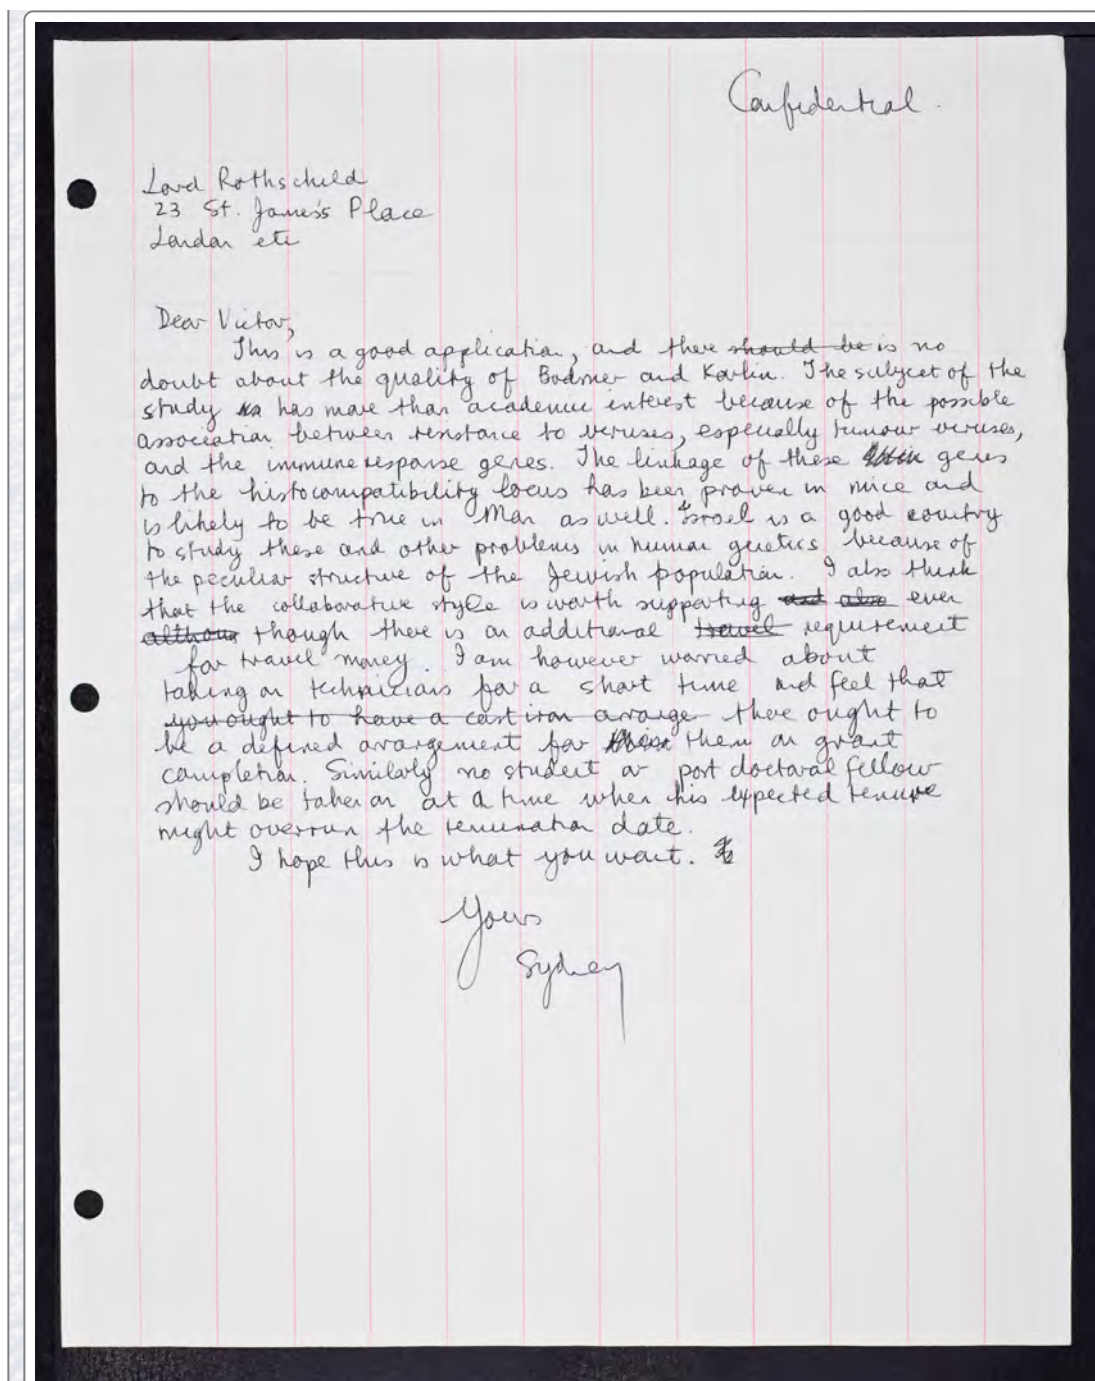 Confidential.
Lord Rothschild
23 St. James's Place
London etc
Dear Victor,
This is a good application, and there should be is no
doubt about the quality of Bodmer and Karlin. The subject of the
study has more than academic interest because of the possible
association between resistance to viruses, especially tumour viruses,
and the immune response genes. The linkage of these genes
to the histocompatibility locus has been proven in mice and
is likely to be true in Man as well. Israel is a good country
to study these and other problems in human genetics because of
the peculiar structure of the Jewish population. I also think
that the collaborative style is worth supporting and also even
althoug though there is an additional travel requirement
for travel money. I am however worried about
taking on technicians for a short time and feel that
you ought to have a cast iron arrange there ought to
be a defined arrangement for them on grant
completion. Similarly no student or post doctoral fellow
should be taken on at a time when his expected tenure
might overrun the termination date.
I hope this is what you want.
Yours
Sydney